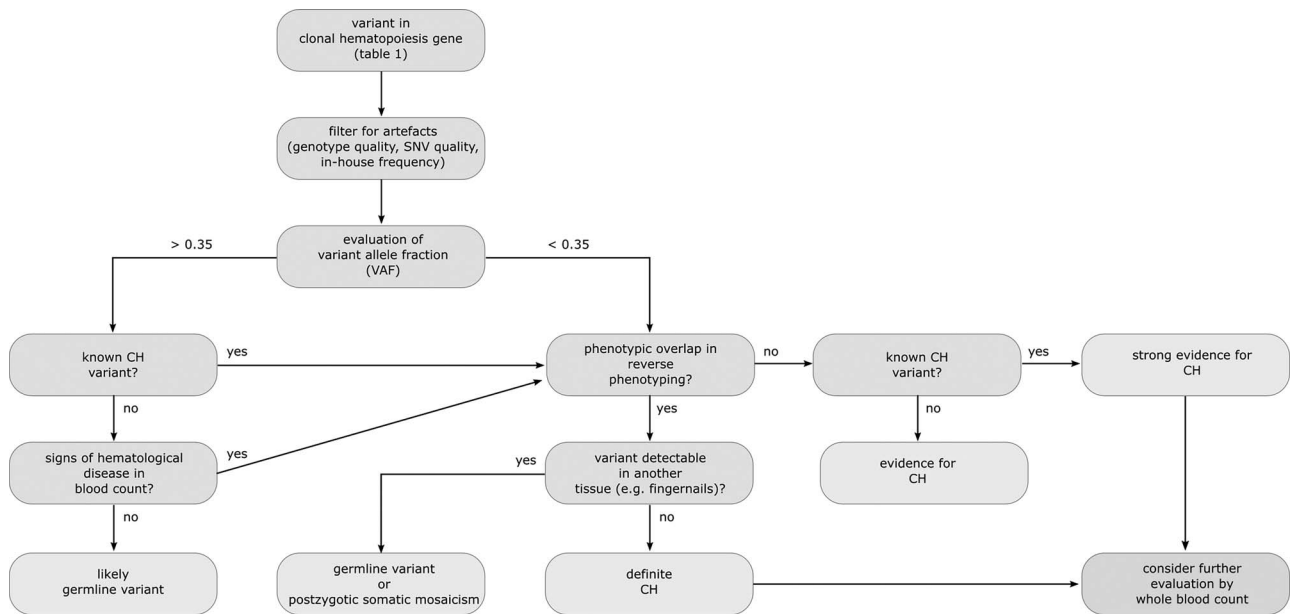 variant in
clonal hematopoiesis gene
(table 1)
filter for artefacts
(genotype quality, SNV quality,
in-house frequency)
> 0.35
evaluation of
variant allele fraction
(VAF)
< 0.35
known CH
variant?
yes
phenotypic overlap in
reverse
phenotyping?
no
known CH
variant?
yes
strong evidence for
CH
no
yes
no
signs of hematological
disease in
blood count?
yes
yes
variant detectable
in another
tissue (e.g. fingernails)?
evidence for
CH
no
no
likely
germline variant
germline variant
or
postzygotic somatic mosaicism
definite
CH
consider further
evaluation by
whole blood count